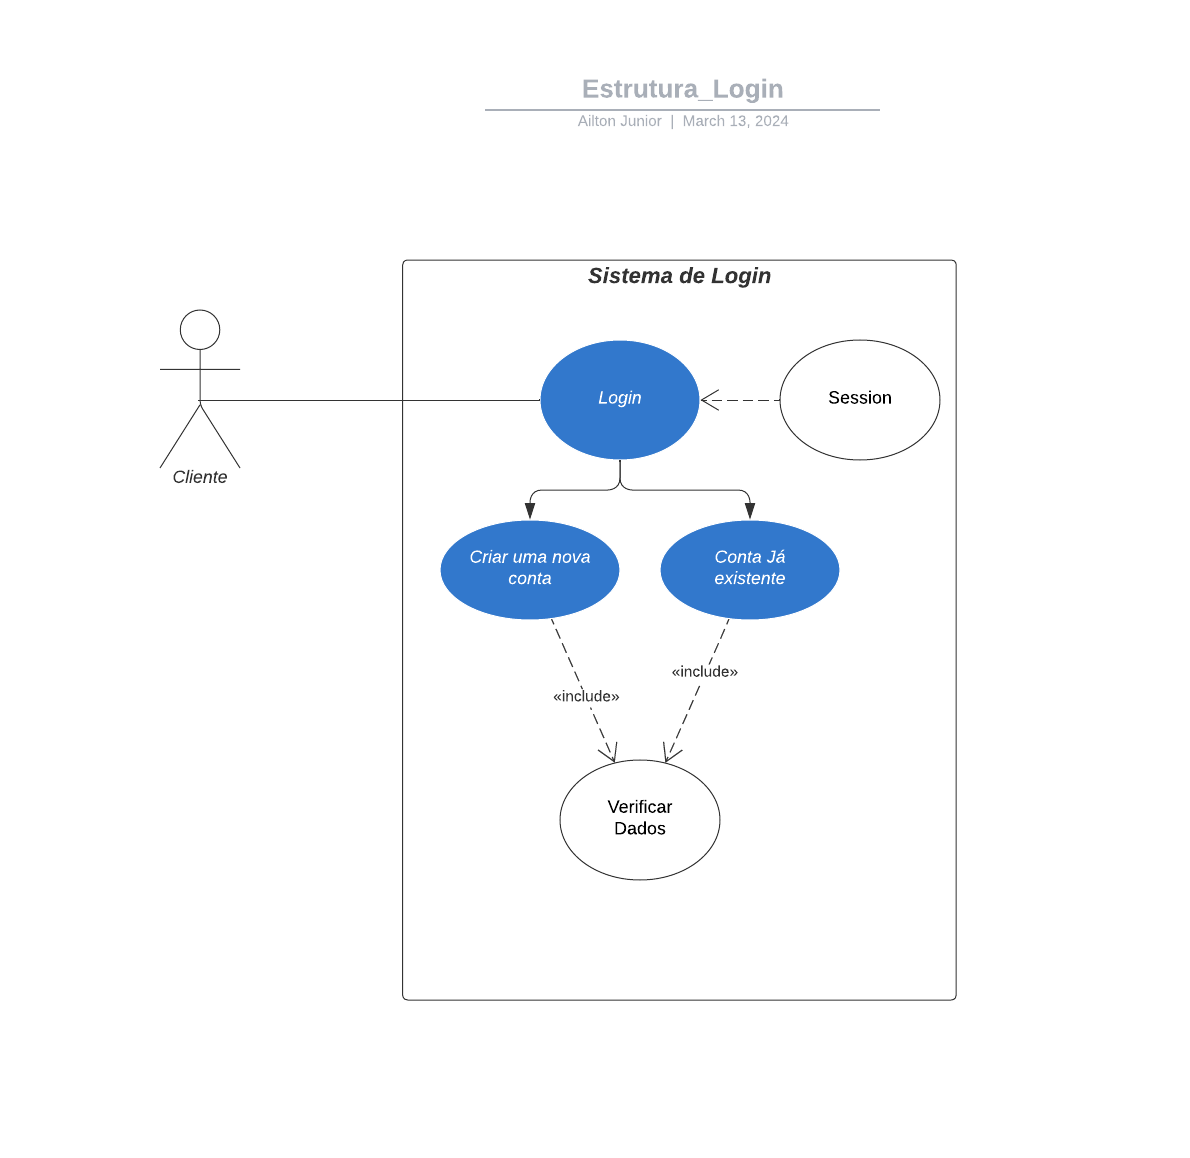 Estrutura_Login
Ailton Junior | March 13, 2024
Sistema de Login
Login
Session
Cliente
Criar uma nova
conta
Conta Já
existente
«include»
«include»
Verificar
Dados